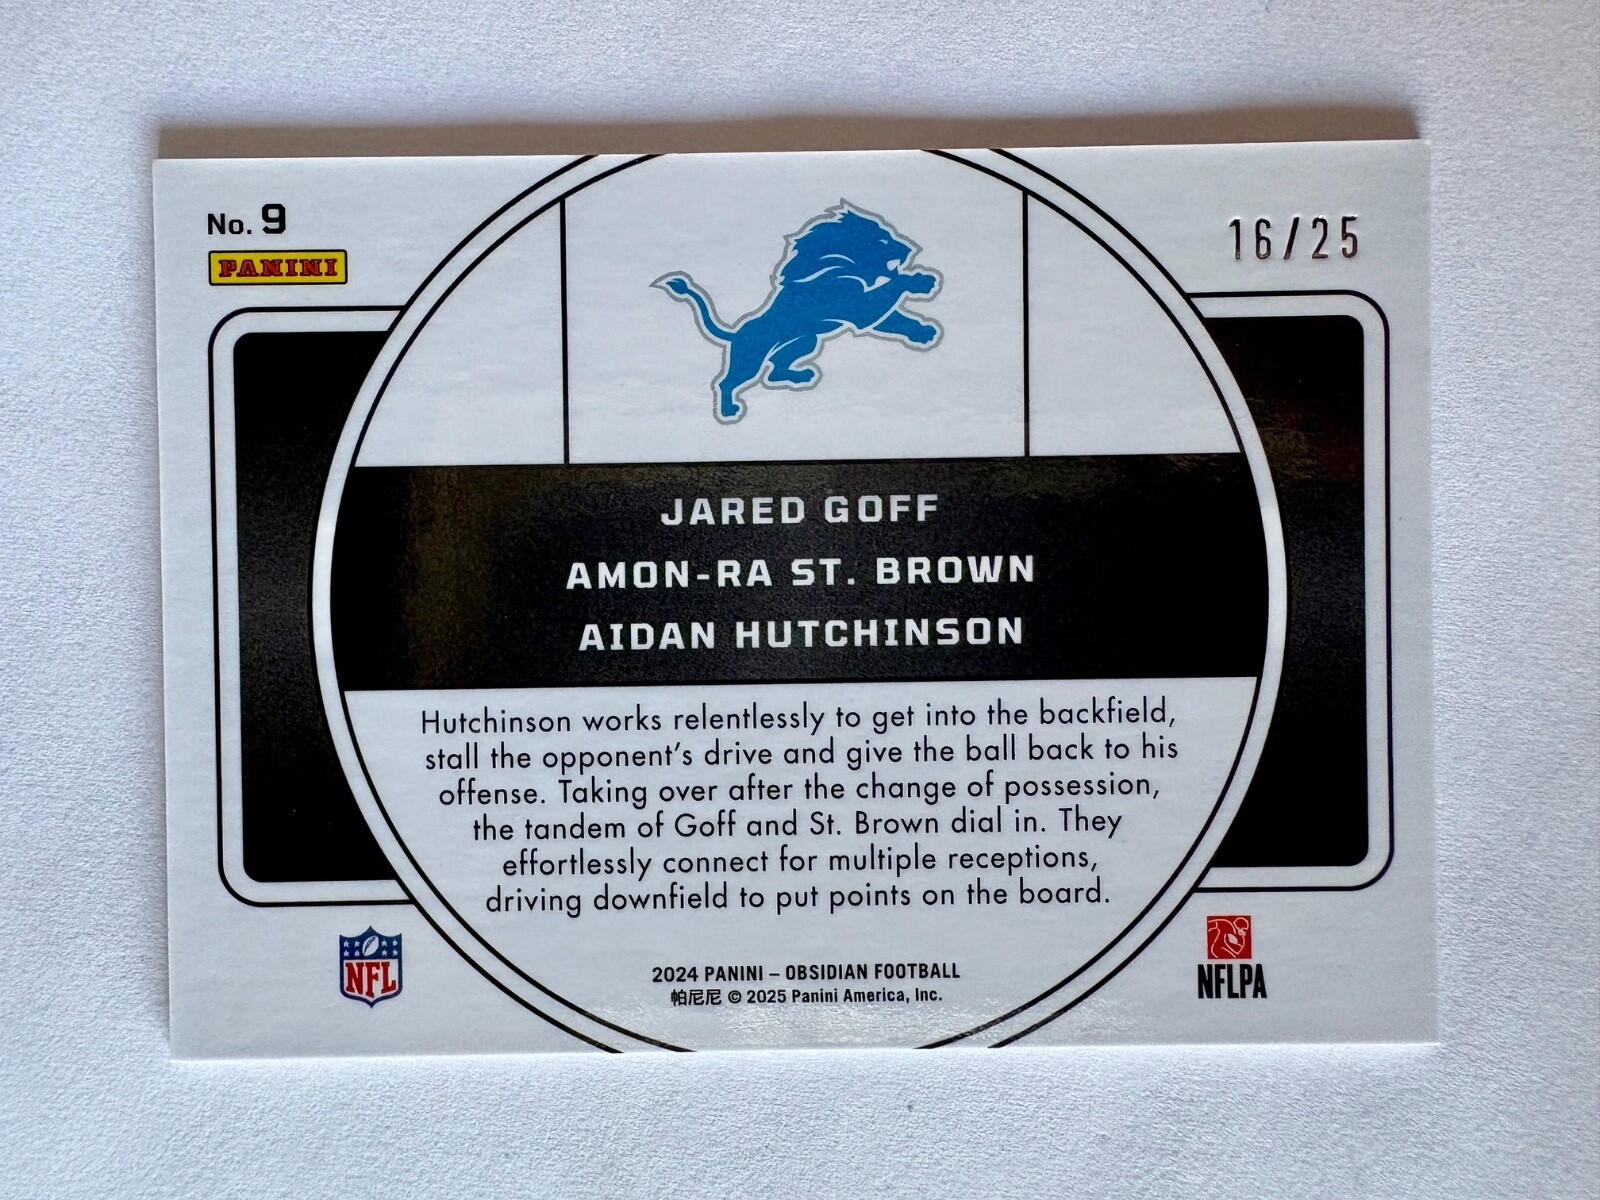 No. 9
PANINI
16/25
JARED GOFF
AMON-RA ST. BROWN
AIDAN HUTCHINSON
Hutchinson works relentlessly to get into the backfield,
stall the opponent's drive and give the ball back to his
offense. Taking over after the change of possession,
the tandem of Goff and St. Brown dial in. They
effortlessly connect for multiple receptions,
driving downfield to put points on the board.
NFL
2024 PANINI – OBSIDIAN FOOTBALL
帕尼尼 © 2025 Panini America, Inc.
NFLPA